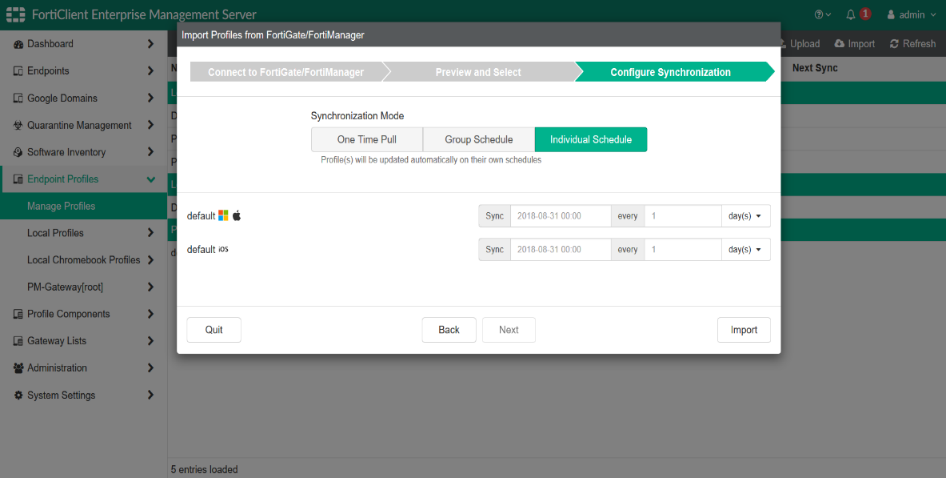 FortiClient Enterprise Management Server
1
admin
Import Profiles from FortiGate/FortiManager
Dashboard
Upload
Import
Refresh
Endpoints
Connect to FortiGate/FortiManager
Preview and Select
Configure Synchronization
Next Sync
Google Domains
Quarantine Management
Software Inventory
Endpoint Profiles
Manage Profiles
Local Profiles
Local Chromebook Profiles
PM-Gateway[root]
Profile Components
Gateway Lists
Administration
System Settings
Synchronization Mode
One Time Pull
Group Schedule
Individual Schedule
Profile(s) will be updated automatically on their own schedules
default
Sync
2018-08-31 00:00
every
1
day(s)
default iOS
Sync
2018-08-31 00:00
every
1
day(s)
Quit
Back
Next
Import
5 entries loaded